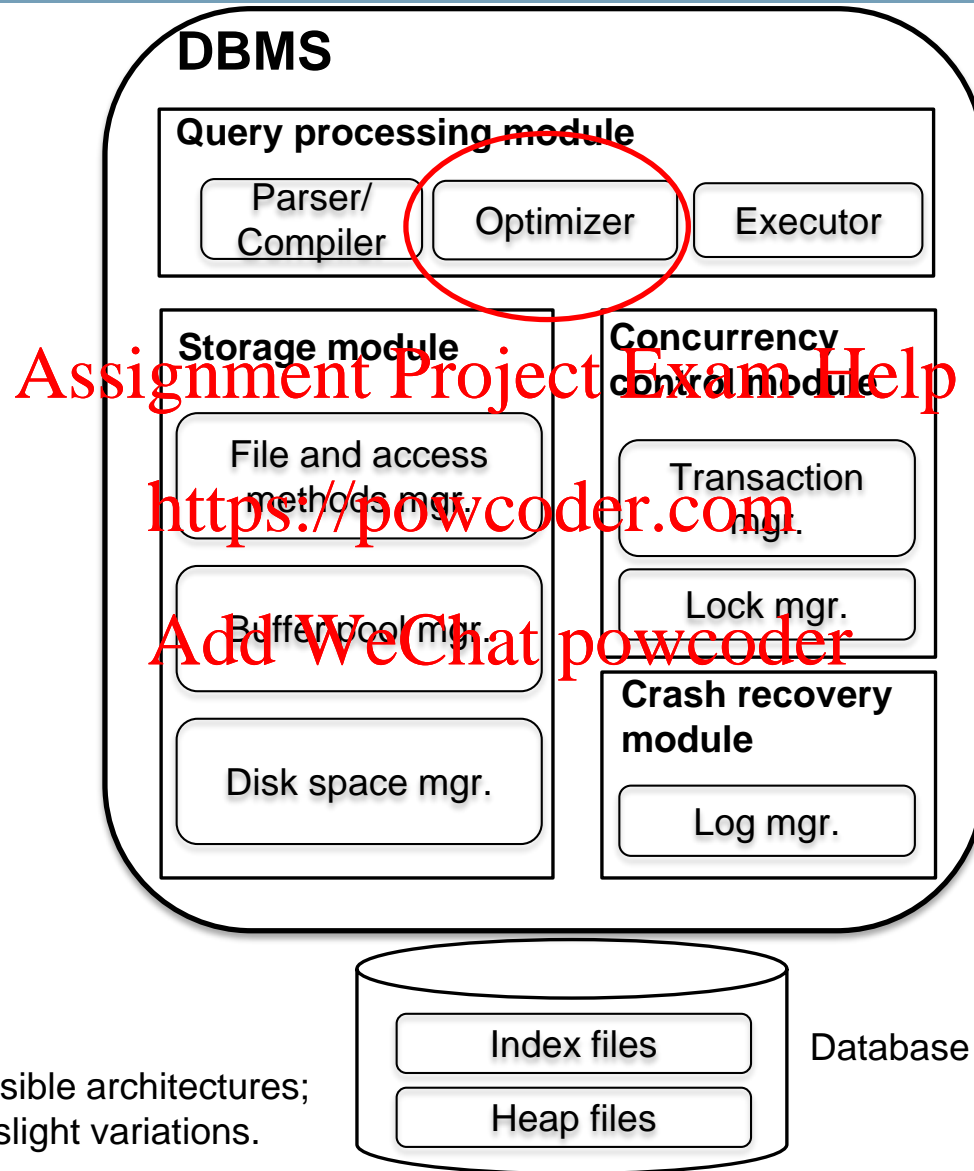 DBMS
Query processing module
Parser/
Compiler
Optimizer
Executor
Storage module
File and access
methods mgr.
Buffer pool mgr.
Disk space mgr.
Concurrency
control module
Transaction
mgr.
Lock mgr.
Crash recovery
module
Log mgr.
Assignment Project Exam Help
https://powcoder.com
Add WeChat powcoder
Index files
Heap files
Database
sible architectures;
slight variations.